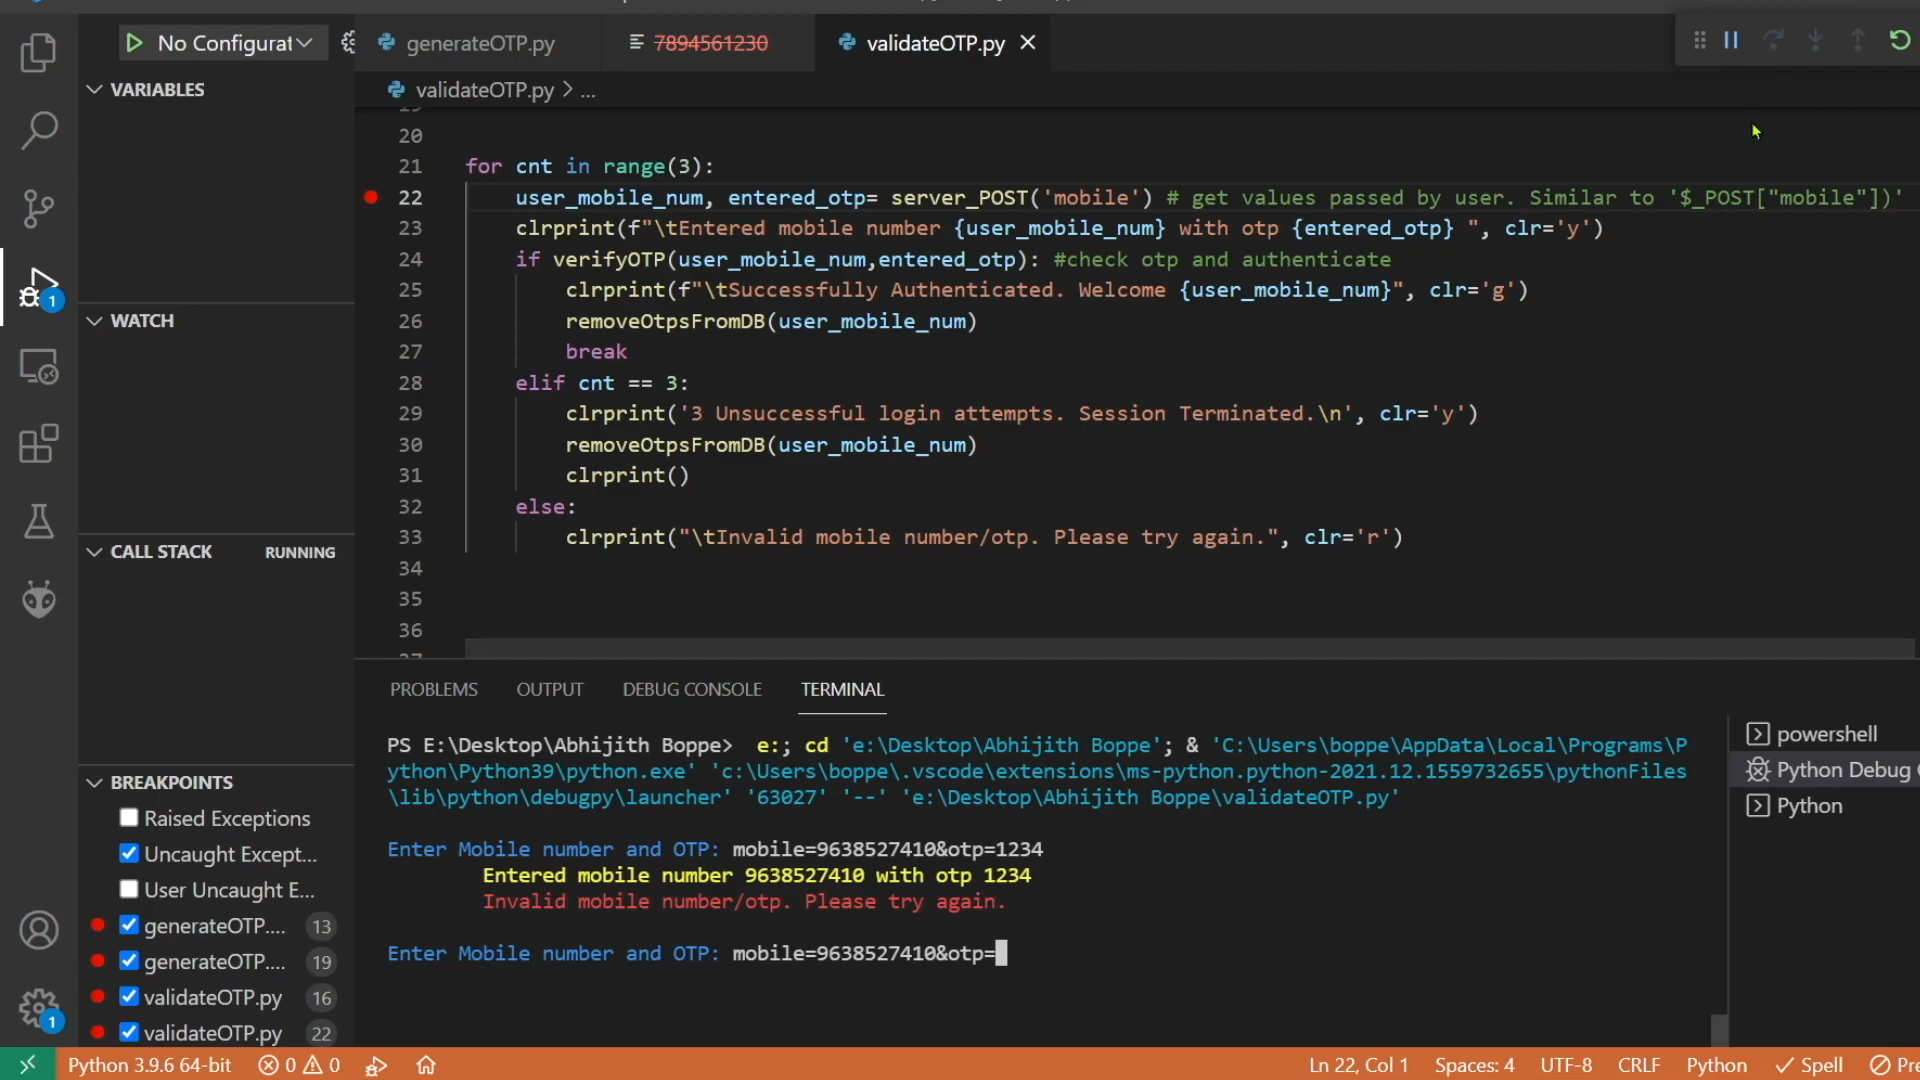 No Configurat
generateOTP.py
7894561230
validateOTP.py
VARIABLES
validateOTP.py > ...
20
21 for cnt in range(3):
22 user_mobile_num, entered_otp= server_POST('mobile') # get values passed by user. Similar to '$_POST["mobile"])'
23 clrprint(f"\tEntered mobile number {user_mobile_num} with otp {entered_otp} ", clr='y')
24 if verifyOTP(user_mobile_num,entered_otp): #check otp and authenticate
25 clrprint(f"\tSuccessfully Authenticated. Welcome {user_mobile_num}", clr='g')
26 removeOtpsFromDB(user_mobile_num)
27 break
28 elif cnt == 3:
29 clrprint('3 Unsuccessful login attempts. Session Terminated.\n', clr='y')
30 removeOtpsFromDB(user_mobile_num)
31 clrprint()
32 else:
33 clrprint("\tInvalid mobile number/otp. Please try again.", clr='r')
34
35
36
WATCH
CALL STACK RUNNING
BREAKPOINTS
Raised Exceptions
Uncaught Except...
User Uncaught E...
generateOTP.... 13
generateOTP.... 19
validateOTP.py 16
validateOTP.py 22
1
1
PROBLEMS OUTPUT DEBUG CONSOLE TERMINAL
PS E:\Desktop\Abhijith Boppe> e:; cd 'e:\Desktop\Abhijith Boppe'; & 'C:\Users\boppe\AppData\Local\Programs\P
ython\Python39\python.exe' 'c:\Users\boppe\.vscode\extensions\ms-python.python-2021.12.1559732655\pythonFiles
\lib\python\debugpy\launcher' '63027' '--' 'e:\Desktop\Abhijith Boppe\validateOTP.py'
Enter Mobile number and OTP: mobile=9638527410&otp=1234
Entered mobile number 9638527410 with otp 1234
Invalid mobile number/otp. Please try again.
Enter Mobile number and OTP: mobile=9638527410&otp=
powershell
Python Debug
Python
Python 3.9.6 64-bit 0 0 Ln 22, Col 1 Spaces: 4 UTF-8 CRLF Python Spell Pre